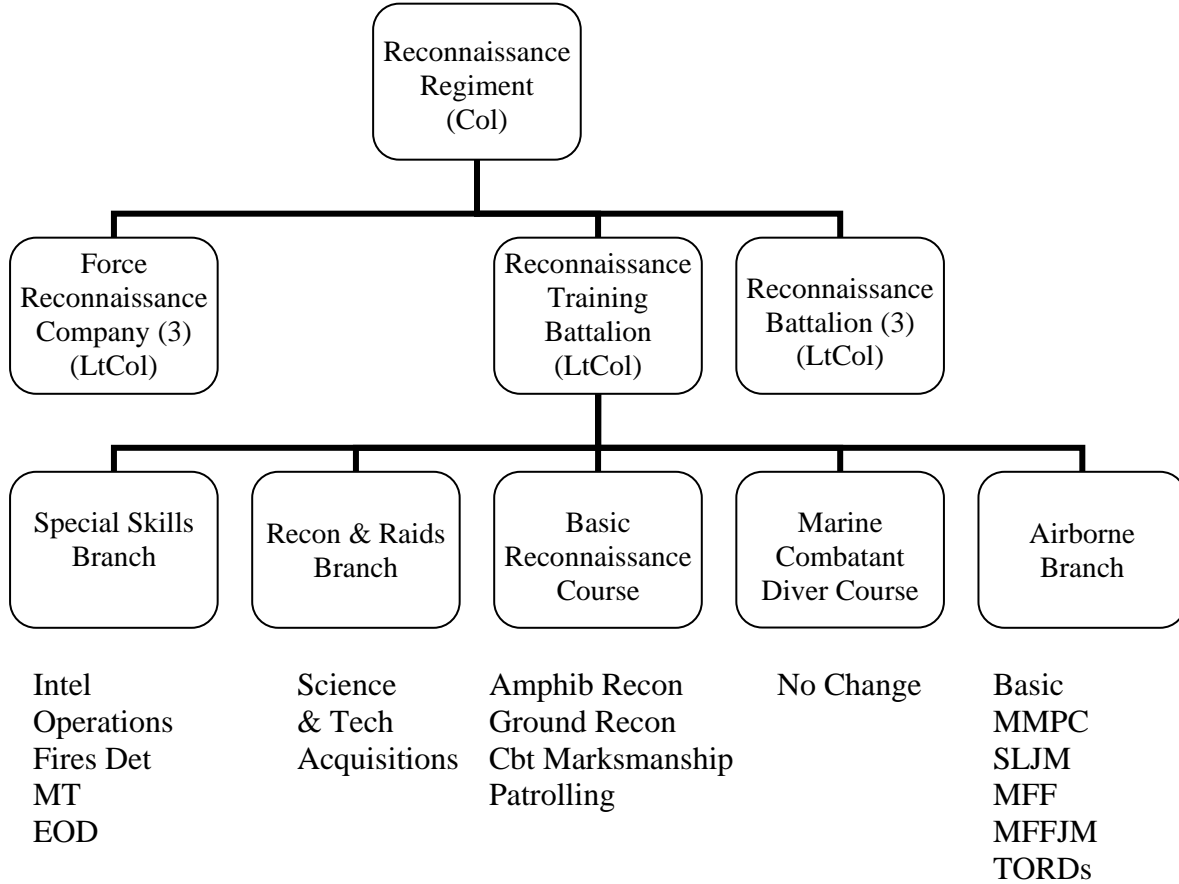 Reconnaissance
Regiment
(Col)
Force
Reconnaissance
Company (3)
(LtCol)
Reconnaissance
Training
Battalion
(LtCol)
Reconnaissance
Battalion (3)
(LtCol)
Special Skills
Branch
Recon & Raids
Branch
Basic
Reconnaissance
Course
Marine
Combatant
Diver Course
Airborne
Branch
Intel
Operations
Fires Det
MT
EOD
Science
& Tech
Acquisitions
Amphib Recon
Ground Recon
Cbt Marksmanship
Patrolling
No Change
Basic
MMPC
SLJM
MFF
MFFJM
TORDs